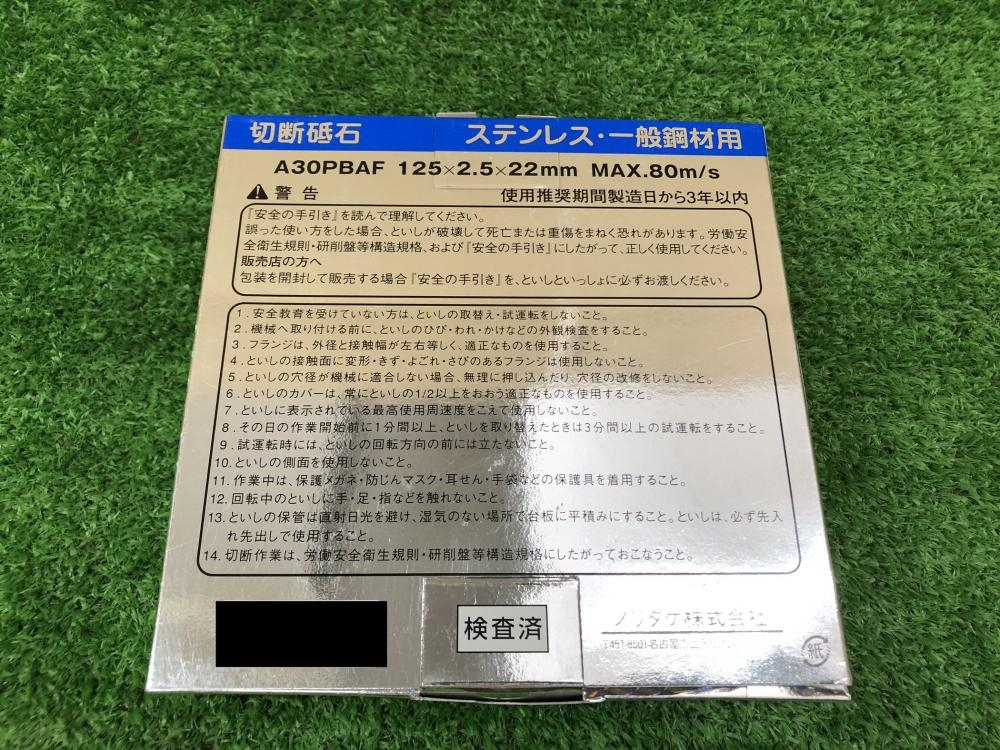 切断砥石 ステンレス・一般鋼材用
A30PBAF 125×2.5×22mm MAX.80m/s
警告 使用推奨期間製造日から3年以内
『安全の手引き』を読んで理解してください。
誤った使い方をした場合、といしが破壊して死亡または重傷をまねく恐れがあります。労働安
全衛生規則・研削盤等構造規格、および『安全の手引き』にしたがって、正しく使用してください。
販売店の方へ
包装を開封して販売する場合『安全の手引き』を、といしといっしょに必ずお渡しください。
1.安全教育を受けていない方は、といしの取替え・試運転をしないこと。
2.機械へ取り付ける前に、といしのひび・われ・かけなどの外観検査をすること。
3.フランジは、外径と接触幅が左右等しく、適正なものを使用すること。
4.といしの接触面に変形・きず・よごれ・さびのあるフランジは使用しないこと。
5.といしの穴径が機械に適合しない場合、無理に押し込んだり、穴径の改修をしないこと。
6.といしのカバーは、常にといしの1/2以上をおおう適正なものを使用すること。
7.といしに表示されている最高使用周速度をこえて使用しないこと。
8.その日の作業開始前に1分間以上、といしを取り替えたときは3分間以上の試運転をすること。
9.試運転時には、といしの回転方向の前には立たないこと。
10.といしの側面を使用しないこと。
11.作業中は、保護メガネ・防じんマスク・耳せん・手袋などの保護具を着用すること。
12.回転中のといしに手・足・指などを触れないこと。
13.といしの保管は直射日光を避け、湿気のない場所で台板に平積みにすること。といしは、必ず先入
れ先出しで使用すること。
14.切断作業は、労働安全衛生規則・研削盤等構造規格にしたがっておこなうこと。
検査済
ノリタケ株式会社
〒451-8501 名古屋市
紙